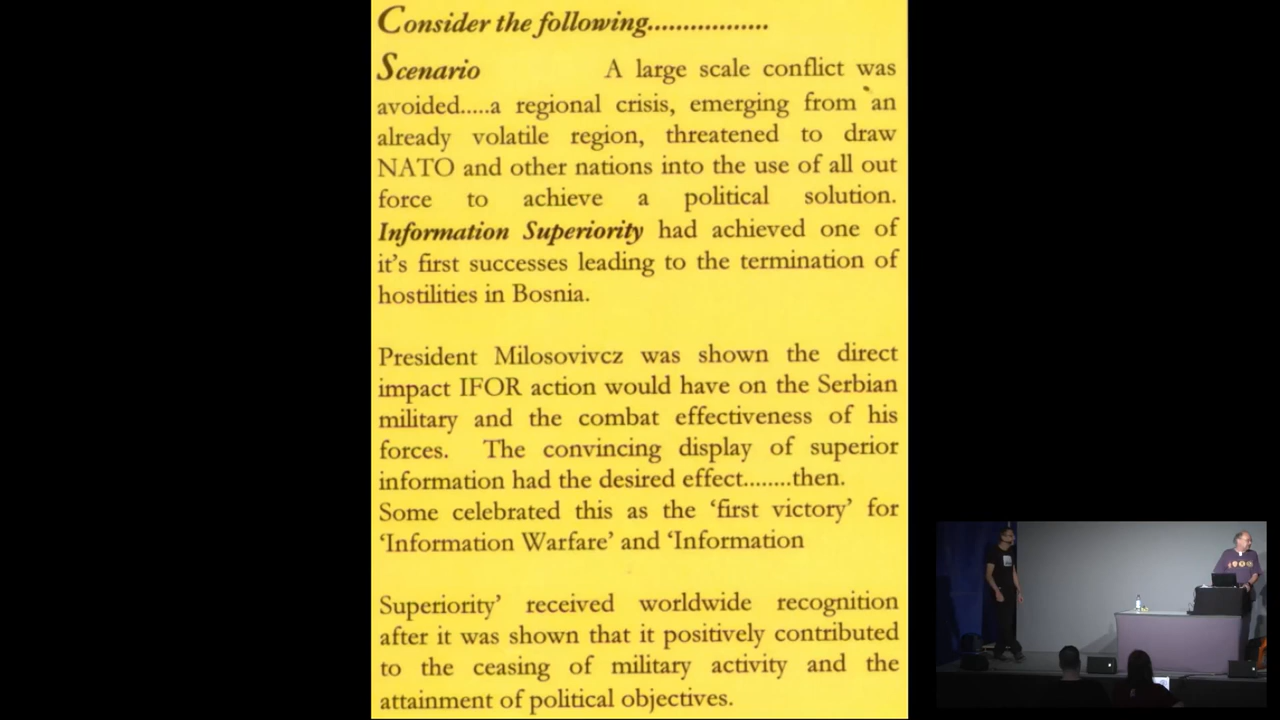 Consider the following.................
Scenario A large scale conflict was
avoided.....a regional crisis, emerging from an
already volatile region, threatened to draw
NATO and other nations into the use of all out
force to achieve a political solution.
Information Superiority had achieved one of
it's first successes leading to the termination of
hostilities in Bosnia.
President Milosovivcz was shown the direct
impact IFOR action would have on the Serbian
military and the combat effectiveness of his
forces. The convincing display of superior
information had the desired effect........then.
Some celebrated this as the 'first victory' for
'Information Warfare' and 'Information
Superiority' received worldwide recognition
after it was shown that it positively contributed
to the ceasing of military activity and the
attainment of political objectives.